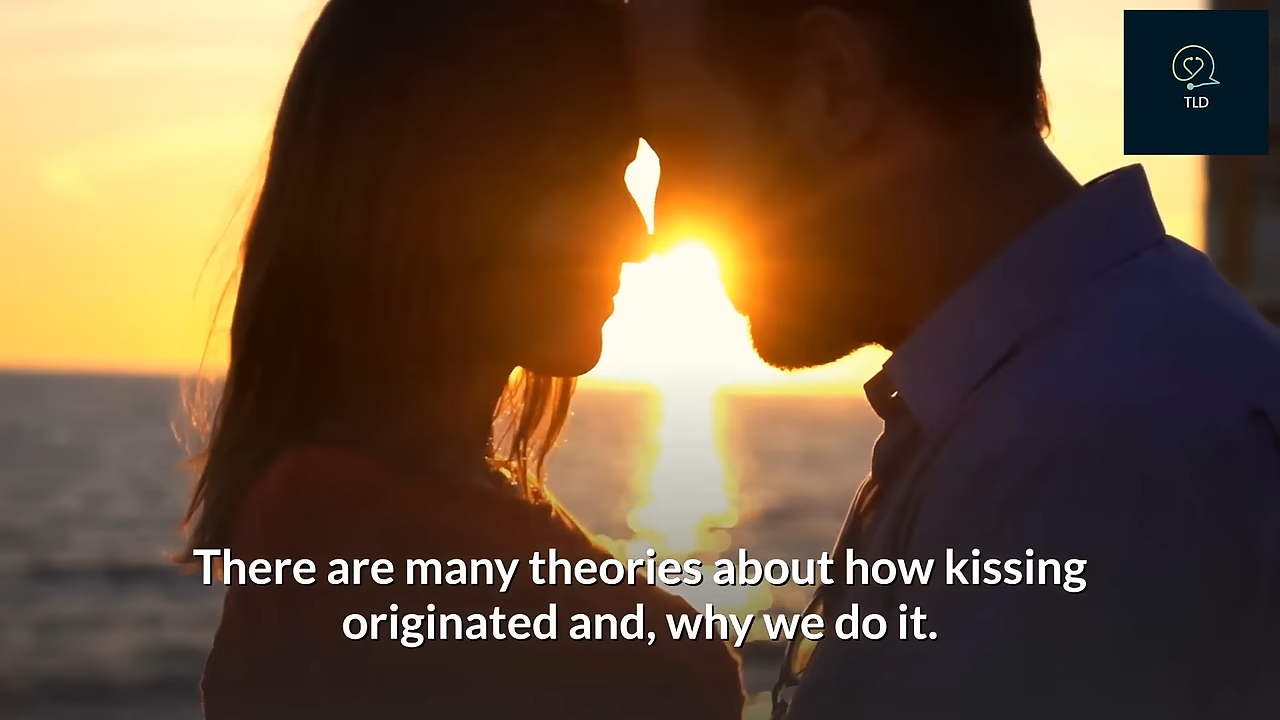 TLD
There are many theories about how kissing
originated and, why we do it.